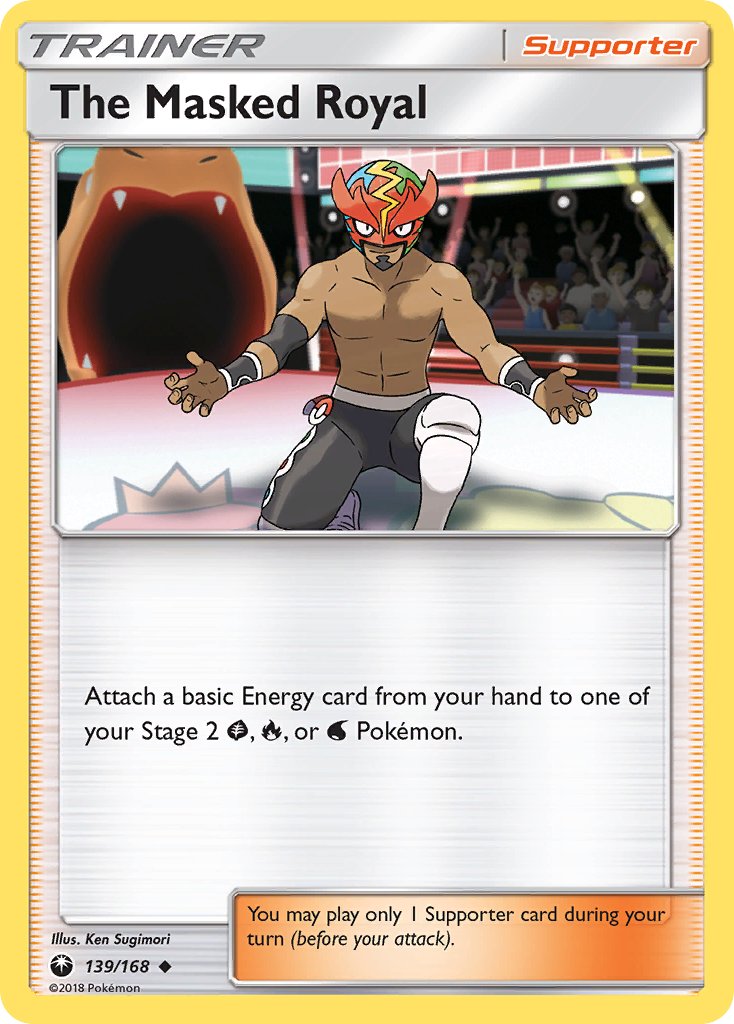 TRAINER
Supporter
The Masked Royal
Attach a basic Energy card from your hand to one of
your Stage 2 , , or Pokémon.
You may play only 1 Supporter card during your
turn (before your attack).
Illus. Ken Sugimori
139/168
©2018 Pokémon